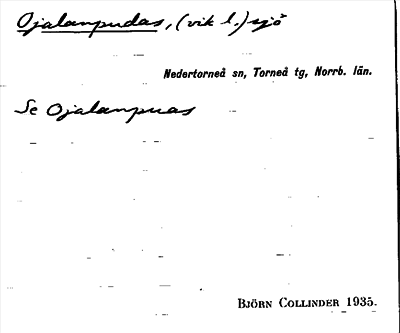 Ojalanpudas, (vik l.) sjö
Nedertorneå sn, Torneå tg, Norrb. län.
Se Ojalanpuas
BJÖRN COLLINDER 1935.